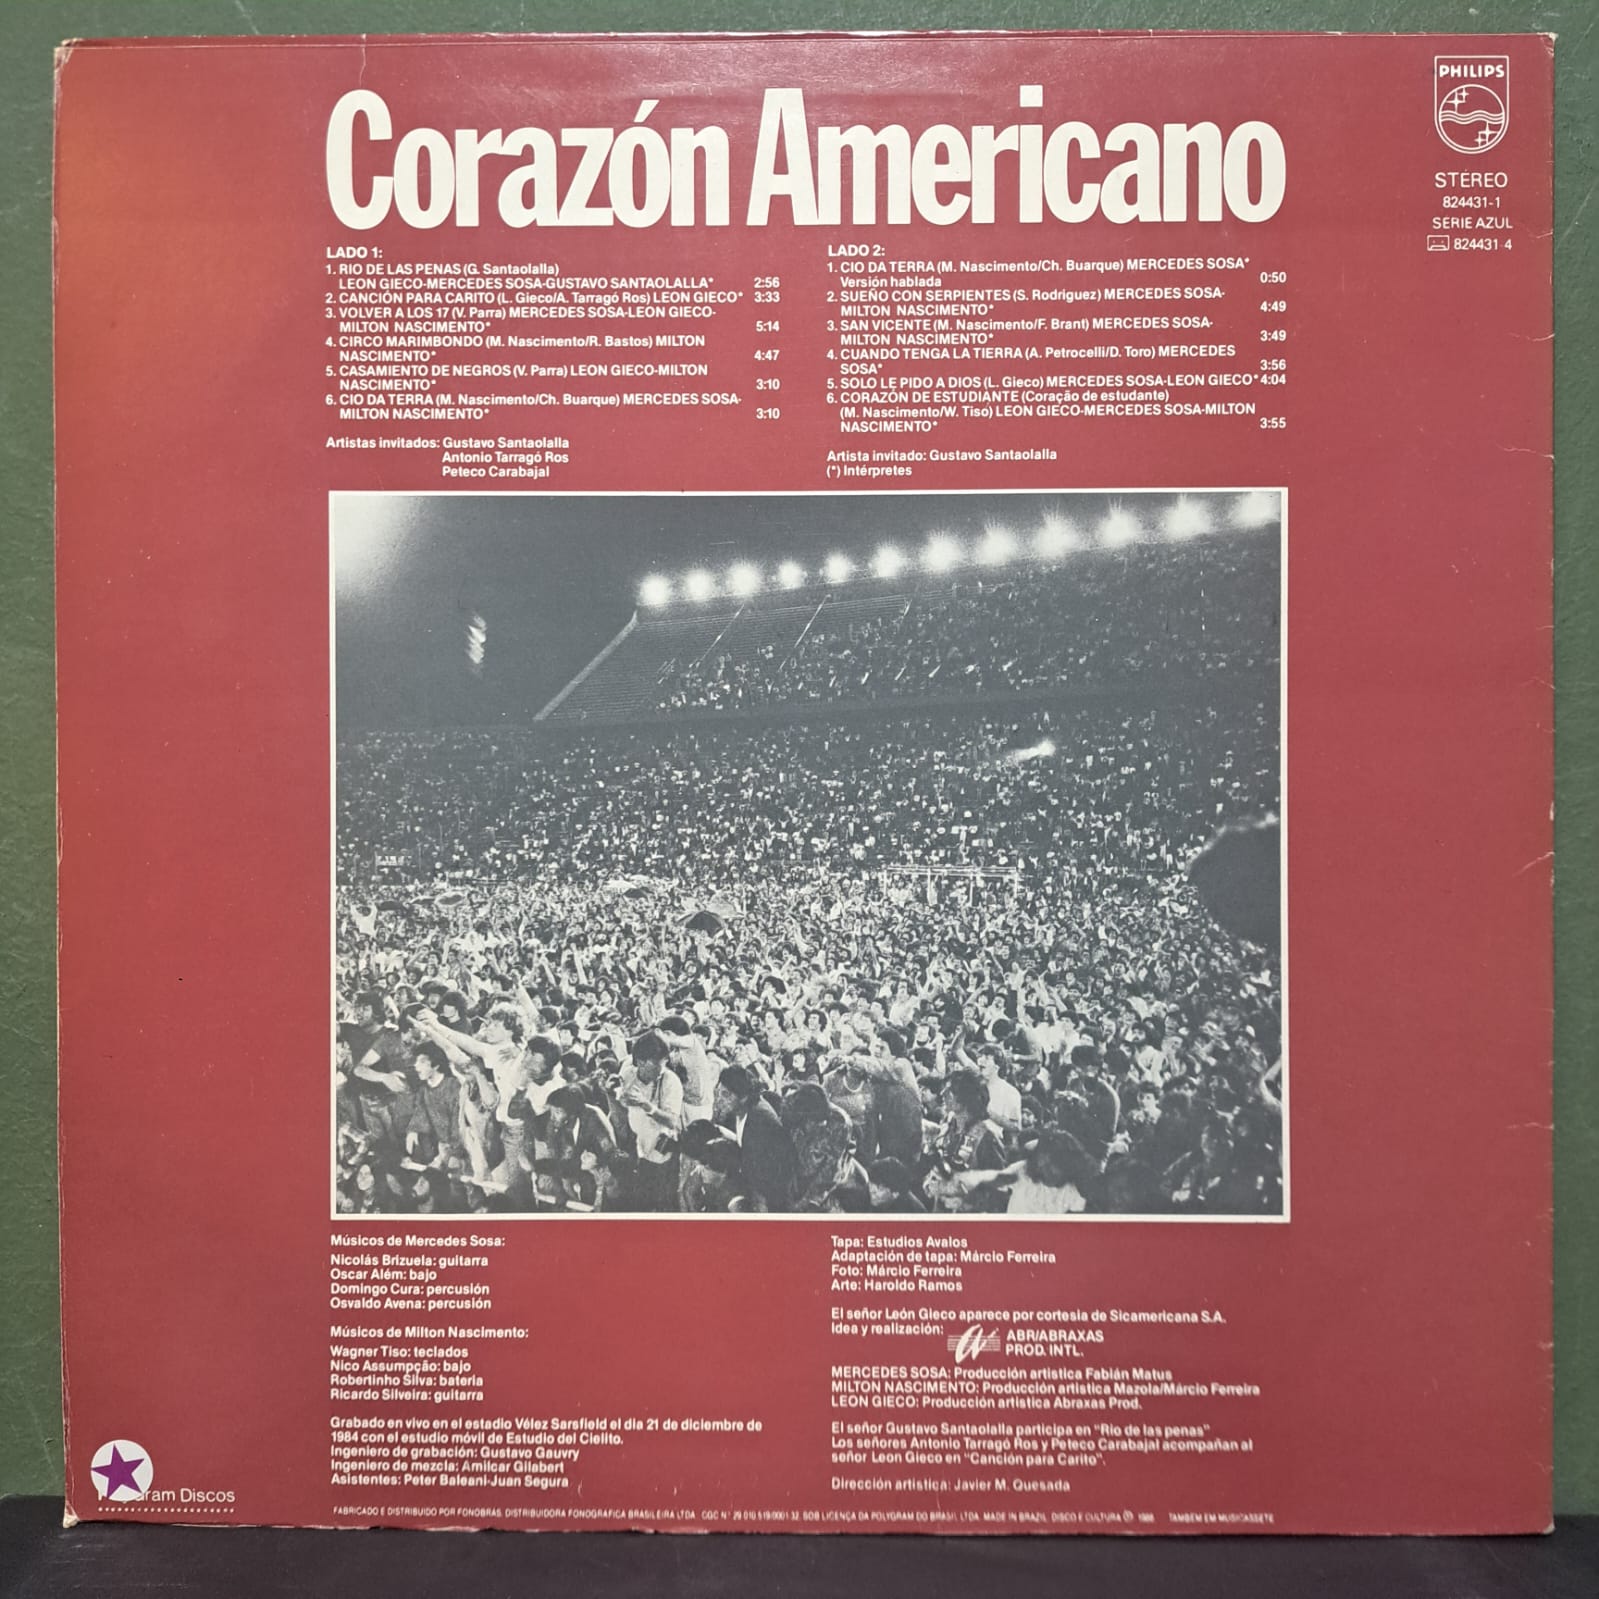 Corazón Americano
PHILIPS
STEREO
824431-1
SERIE AZUL
824431-4
LADO 1:
1. RIO DE LAS PENAS (G. Santaolalla)
LEON GIECO-MERCEDES SOSA-GUSTAVO SANTAOLALLA* 2:56
2. CANCIÓN PARA CARITO (L. Gieco/A. Tarragó Ros) LEON GIECO* 3:33
3. VOLVER A LOS 17 (V. Parra) MERCEDES SOSA-LEON GIECO-
MILTON NASCIMENTO* 5:14
4. CIRCO MARIMBONDO (M. Nascimento/R. Bastos) MILTON
NASCIMENTO* 4:47
5. CASAMIENTO DE NEGROS (V. Parra) LEON GIECO-MILTON
NASCIMENTO* 3:10
6. CIO DA TERRA (M. Nascimento/Ch. Buarque) MERCEDES SOSA-
MILTON NASCIMENTO* 3:10
Artistas invitados: Gustavo Santaolalla
Antonio Tarragó Ros
Peteco Carabajal
LADO 2:
1. CIO DA TERRA (M. Nascimento/Ch. Buarque) MERCEDES SOSA*
Versión hablada 0:50
2. SUEÑO CON SERPIENTES (S. Rodriguez) MERCEDES SOSA-
MILTON NASCIMENTO* 4:49
3. SAN VICENTE (M. Nascimento/F. Brant) MERCEDES SOSA-
MILTON NASCIMENTO* 3:49
4. CUANDO TENGA LA TIERRA (A. Petrocelli/D. Toro) MERCEDES
SOSA* 3:56
5. SOLO LE PIDO A DIOS (L. Gieco) MERCEDES SOSA-LEON GIECO* 4:04
6. CORAZÓN DE ESTUDIANTE (Coração de estudante)
(M. Nascimento/W. Tiso) LEON GIECO-MERCEDES SOSA-MILTON
NASCIMENTO* 3:55
Artista invitado: Gustavo Santaolalla
(*) Intérpretes
Músicos de Mercedes Sosa:
Nicolás Brizuela: guitarra
Oscar Além: bajo
Domingo Cura: percusión
Osvaldo Avena: percusión
Músicos de Milton Nascimento:
Wagner Tiso: teclados
Nico Assumpção: bajo
Robertinho Silva: bateria
Ricardo Silveira: guitarra
Grabado en vivo en el estadio Vélez Sarsfield el dia 21 de diciembre de
1984 con el estudio móvil de Estudio del Cielito.
Ingeniero de grabación: Gustavo Gauvry
Ingeniero de mezcla: Amilcar Gilabert
Asistentes: Peter Baleani-Juan Segura
Tapa: Estudios Avalos
Adaptación de tapa: Márcio Ferreira
Foto: Márcio Ferreira
Arte: Haroldo Ramos
El señor León Gieco aparece por cortesia de Sicamericana S.A.
Idea y realización: ABR/ABRAXAS
PROD. INTL.
MERCEDES SOSA: Producción artistica Fabián Matus
MILTON NASCIMENTO: Producción artistica Mazola/Márcio Ferreira
LEON GIECO: Producción artistica Abraxas Prod.
El señor Gustavo Santaolalla participa en "Rio de las penas"
Los señores Antonio Tarragó Ros y Peteco Carabajal acompañan al
señor Leon Gieco en "Canción para Carito".
Dirección artistica: Javier M. Quesada
ram Discos
FABRICADO E DISTRIBUIDO POR FONOBRAS. DISTRIBUIDORA FONOGRAFICA BRASILEIRA LTDA. CGC Nº SOB LICENÇA DA POLYGRAM DO BRASIL LTDA. MADE IN BRAZIL. DISCO E CULTURA Ⓟ TAMBEM EM MUSICASSETE